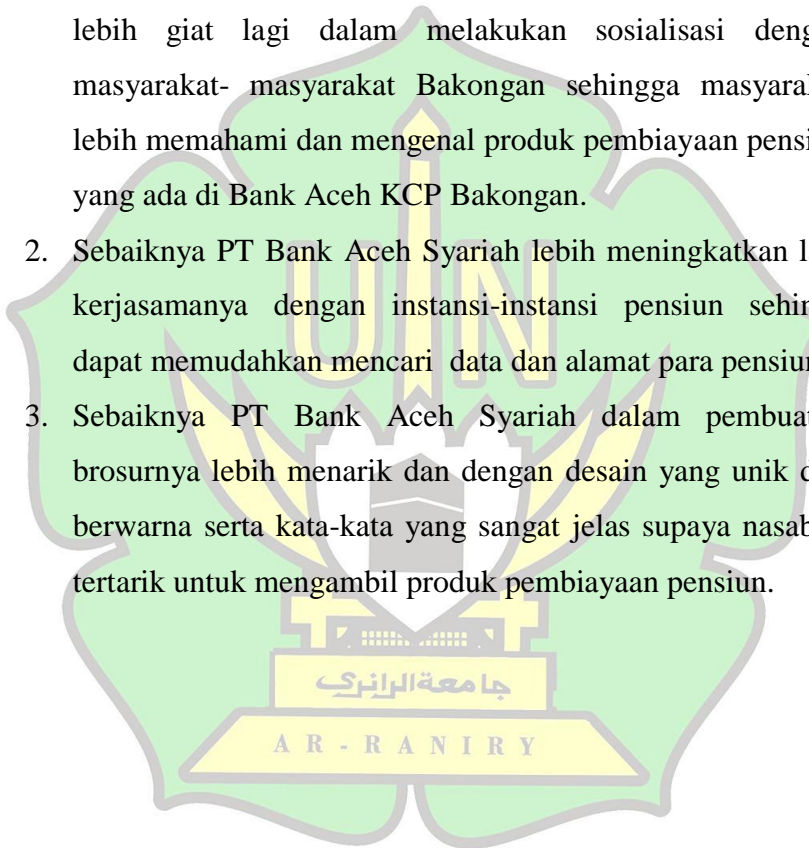 lebih giat lagi dalam melakukan sosialisasi deng
masyarakat- masyarakat Bakongan sehingga masyaral
lebih memahami dan mengenal produk pembiayaan pensi
yang ada di Bank Aceh KCP Bakongan.
2. Sebaiknya PT Bank Aceh Syariah lebih meningkatkan l
kerjasamanya dengan instansi-instansi pensiun sehin
dapat memudahkan mencari data dan alamat para pensiun
3. Sebaiknya PT Bank Aceh Syariah dalam pembuat
brosurnya lebih menarik dan dengan desain yang unik d
berwarna serta kata-kata yang sangat jelas supaya nasab
tertarik untuk mengambil produk pembiayaan pensiun.
UIN
جامعة الرانري
AR-RANIRY